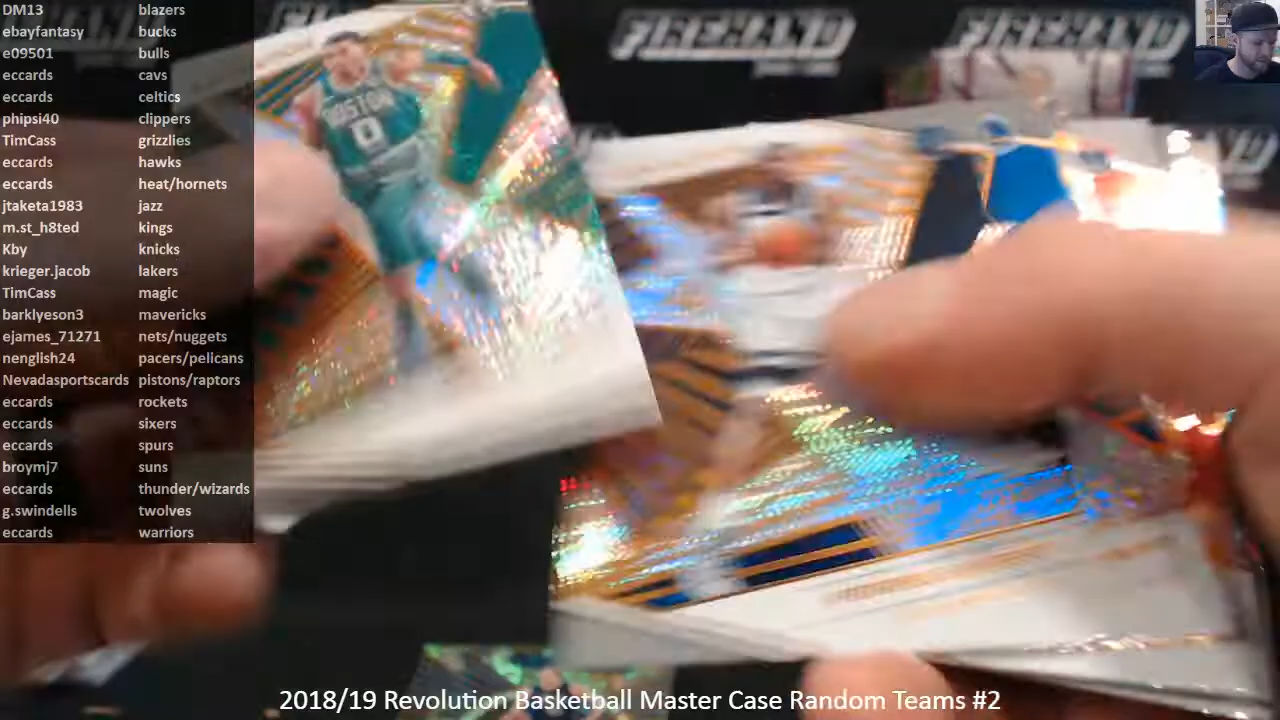 DM13 blazers
ebayfantasy bucks
e09501 bulls
eccards cavs
eccards celtics
phipsi40 clippers
TimCass grizzlies
eccards hawks
eccards heat/hornets
jtaketa1983 jazz
m.st_h8ted kings
Kby knicks
krieger.jacob lakers
TimCass magic
barklyeson3 mavericks
ejames_71271 nets/nuggets
nenglish24 pacers/pelicans
Nevadasportscards pistons/raptors
eccards rockets
eccards sixers
eccards spurs
broymj7 suns
eccards thunder/wizards
g.swindells twolves
eccards warriors
FIREHAND
FIREHAND
BOSTON
0
2018/19 Revolution Basketball Master Case Random Teams #2